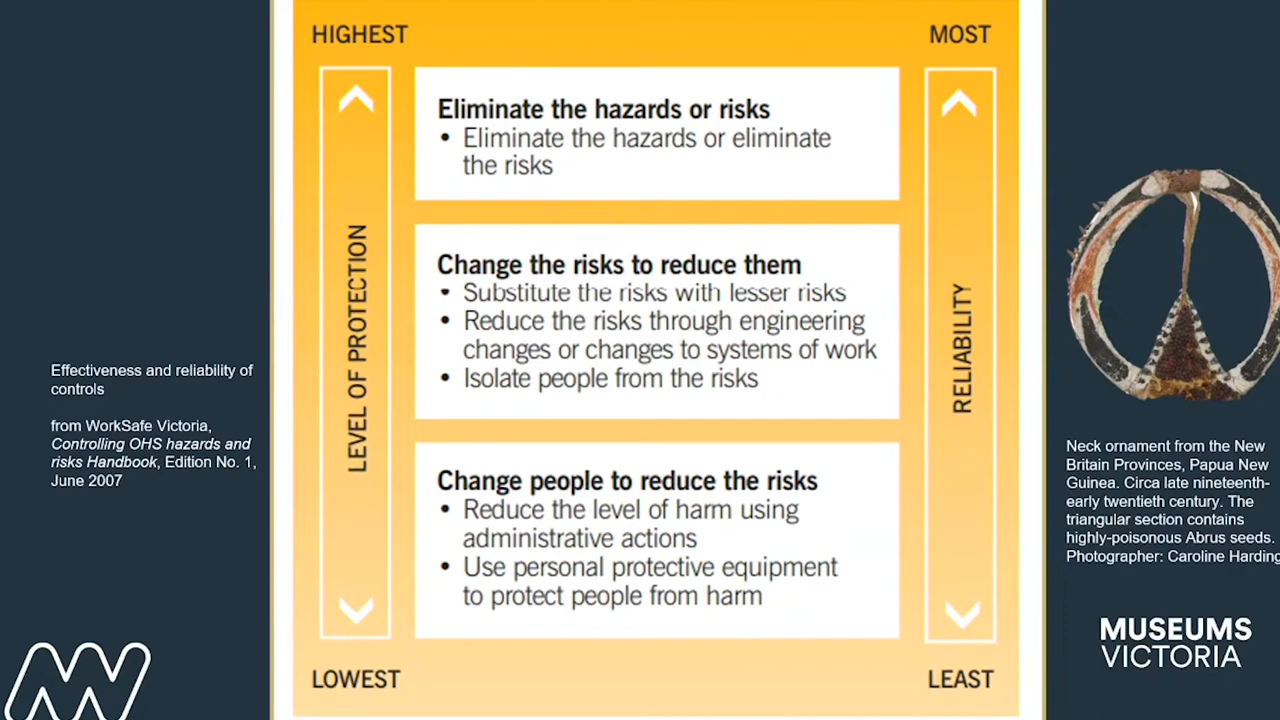 HIGHEST
MOST
Eliminate the hazards or risks
• Eliminate the hazards or eliminate
the risks
Change the risks to reduce them
• Substitute the risks with lesser risks
• Reduce the risks through engineering
changes or changes to systems of work
• Isolate people from the risks
Change people to reduce the risks
• Reduce the level of harm using
administrative actions
• Use personal protective equipment
to protect people from harm
LEVEL OF PROTECTION
RELIABILITY
LOWEST
LEAST
Effectiveness and reliability of
controls
from WorkSafe Victoria,
Controlling OHS hazards and
risks Handbook, Edition No. 1,
June 2007
Neck ornament from the New
Britain Provinces, Papua New
Guinea. Circa late nineteenth-
early twentieth century. The
triangular section contains
highly-poisonous Abrus seeds.
Photographer: Caroline Harding
MUSEUMS
VICTORIA